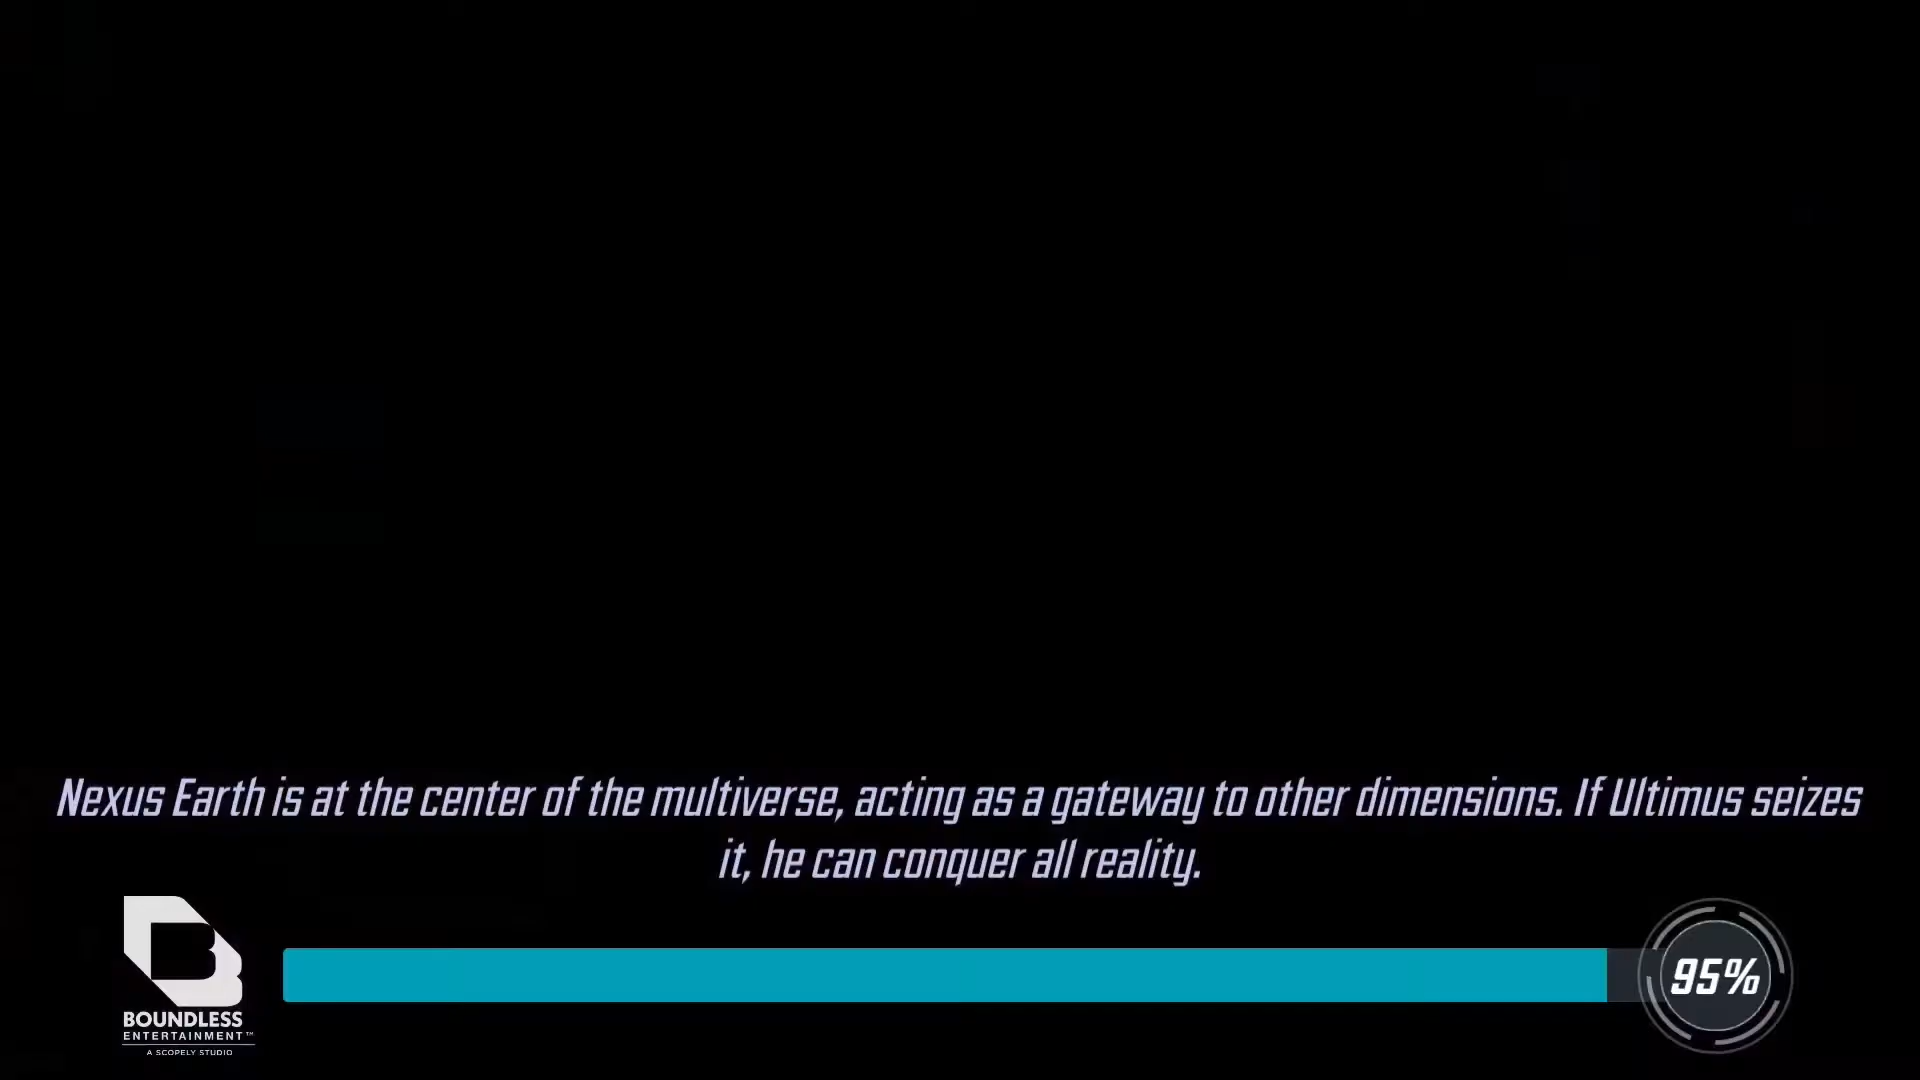 Nexus Earth is at the center of the multiverse, acting as a gateway to other dimensions. If Ultimus seizes
it, he can conquer all reality.
95%
BOUNDLESS
ENTERTAINMENT™
A SCOPELY STUDIO